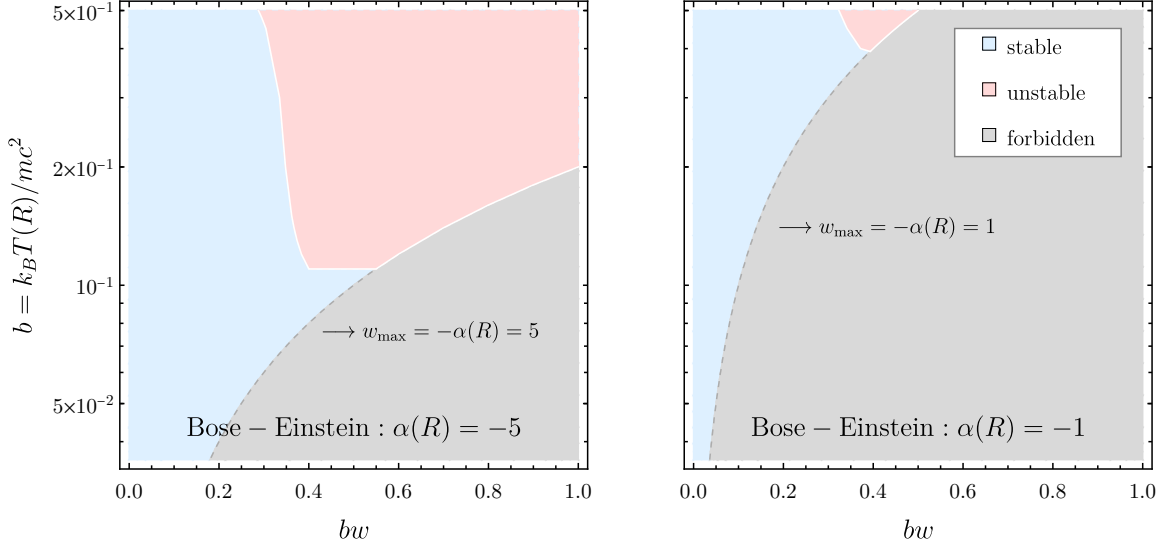 b = k_B T(R)/mc²
5×10⁻¹
2×10⁻¹
10⁻¹
5×10⁻²
⟶ w_max = −α(R) = 5
Bose − Einstein : α(R) = −5
0.0 0.2 0.4 0.6 0.8 1.0
bw
stable
unstable
forbidden
⟶ w_max = −α(R) = 1
Bose − Einstein : α(R) = −1
0.0 0.2 0.4 0.6 0.8 1.0
bw